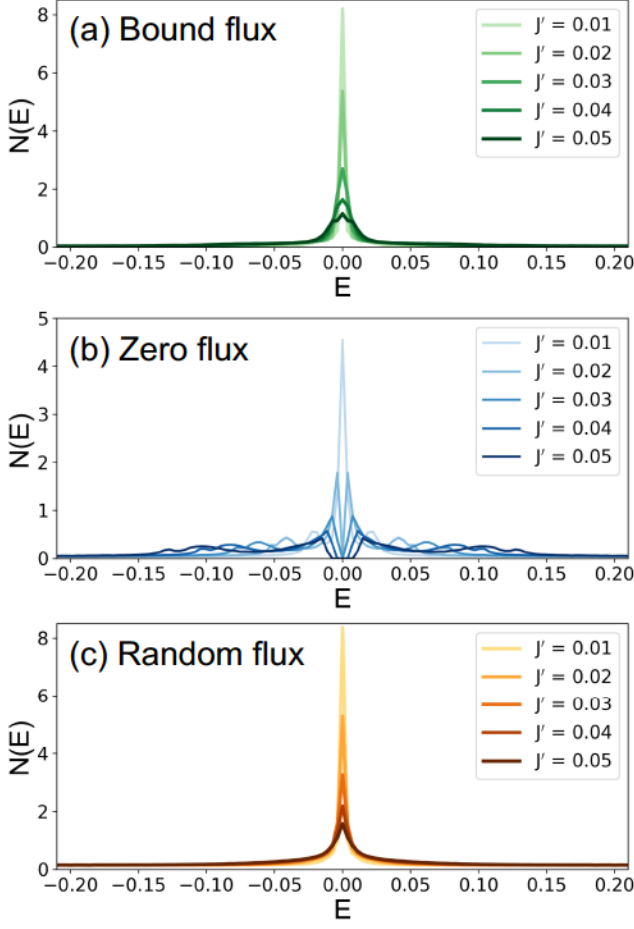 (a) Bound flux
N(E)
8
6
4
2
0
J′ = 0.01
J′ = 0.02
J′ = 0.03
J′ = 0.04
J′ = 0.05
−0.20 −0.15 −0.10 −0.05 0.00 0.05 0.10 0.15 0.20
E
(b) Zero flux
N(E)
5
4
3
2
1
0
J′ = 0.01
J′ = 0.02
J′ = 0.03
J′ = 0.04
J′ = 0.05
−0.20 −0.15 −0.10 −0.05 0.00 0.05 0.10 0.15 0.20
E
(c) Random flux
N(E)
8
6
4
2
0
J′ = 0.01
J′ = 0.02
J′ = 0.03
J′ = 0.04
J′ = 0.05
−0.20 −0.15 −0.10 −0.05 0.00 0.05 0.10 0.15 0.20
E